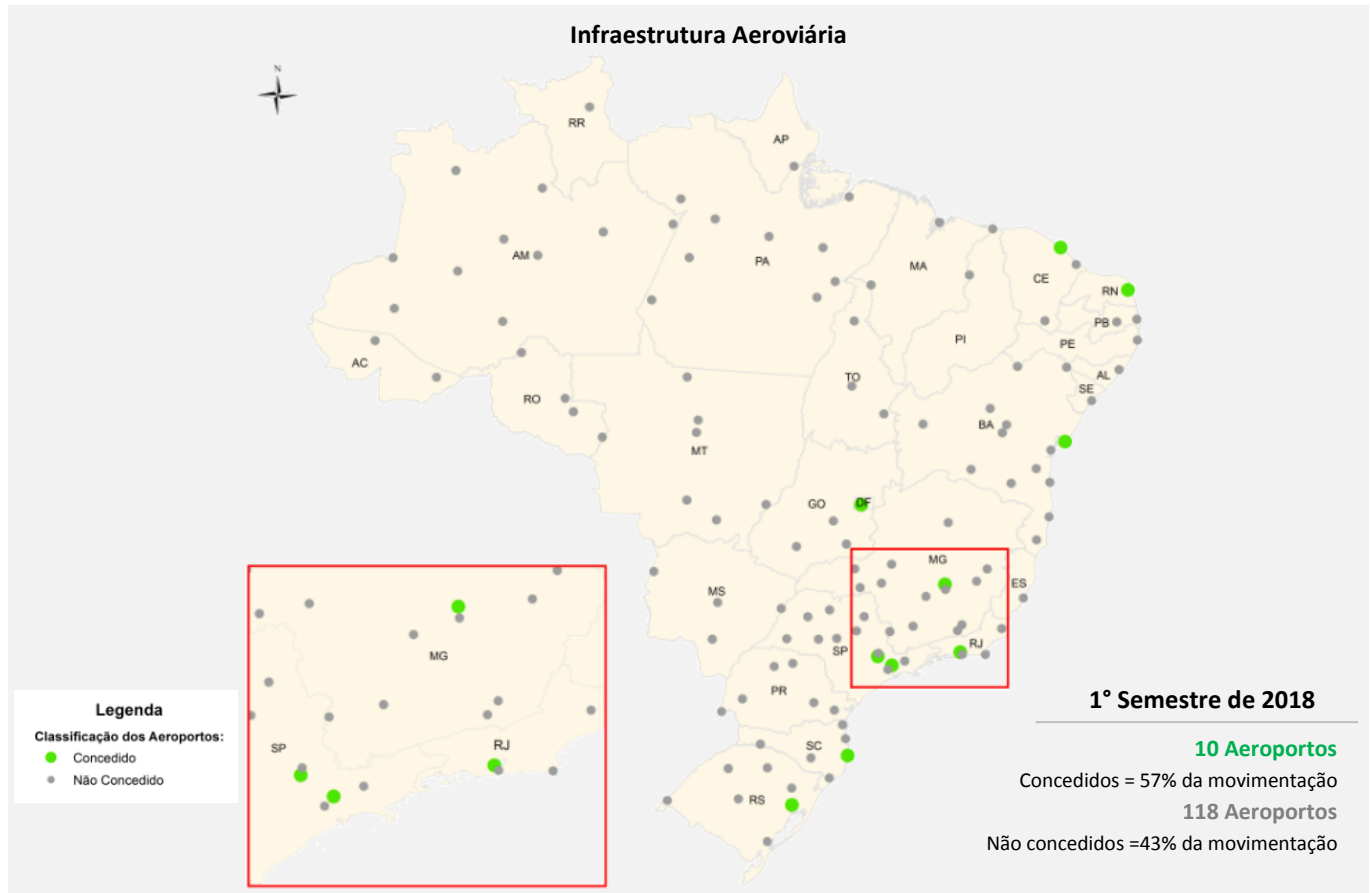 Infraestrutura Aeroviária
N
RR
AP
AM
PA
MA
CE
RN
PB
PI
PE
AC
AL
TO
SE
RO
BA
MT
GO
DF
MG
ES
MS
SP
RJ
PR
SC
RS
MG
SP
RJ
Legenda
Classificação dos Aeroportos:
Concedido
Não Concedido
1° Semestre de 2018
10 Aeroportos
Concedidos = 57% da movimentação
118 Aeroportos
Não concedidos =43% da movimentação